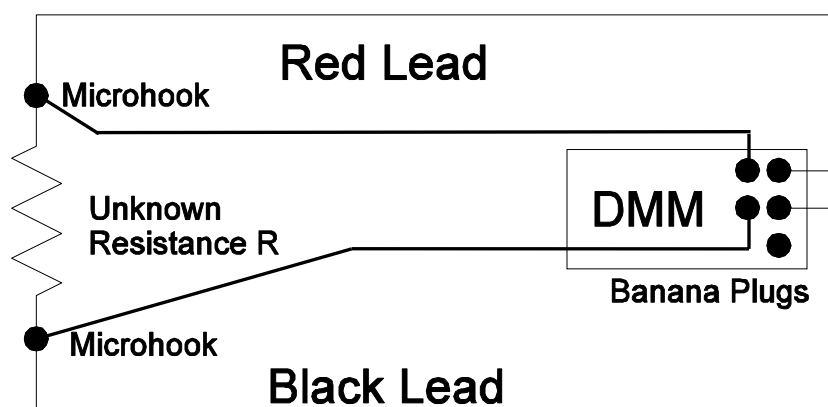 Red Lead
Microhook
Unknown
Resistance R
DMM
Banana Plugs
Microhook
Black Lead